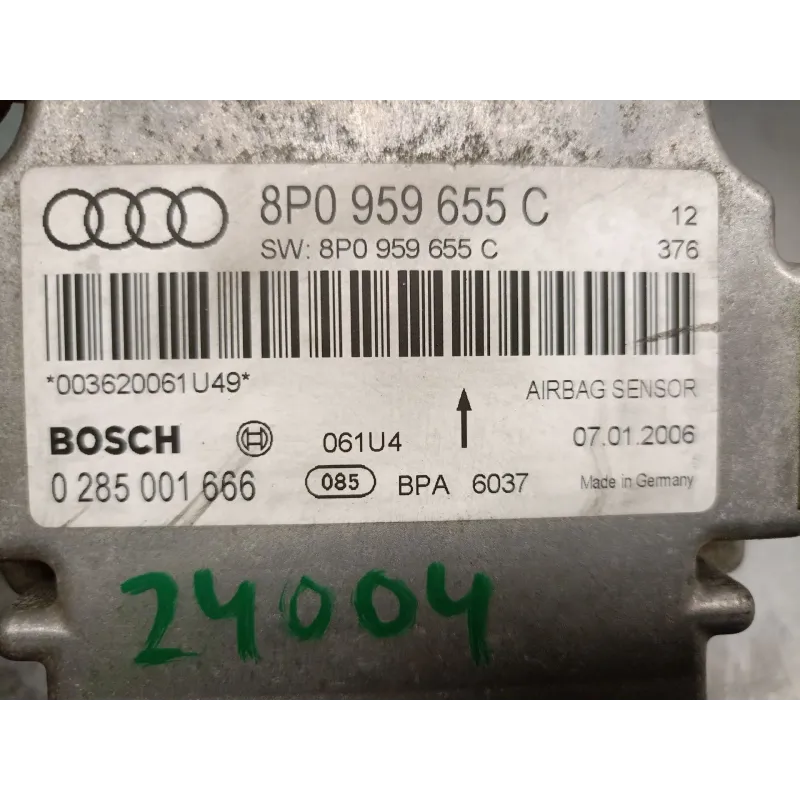 8P0 959 655 C 12
SW: 8P0 959 655 C 376
*003620061U49* AIRBAG SENSOR
BOSCH 061U4 07.01.2006
0 285 001 666 085 BPA 6037 Made in Germany
24004